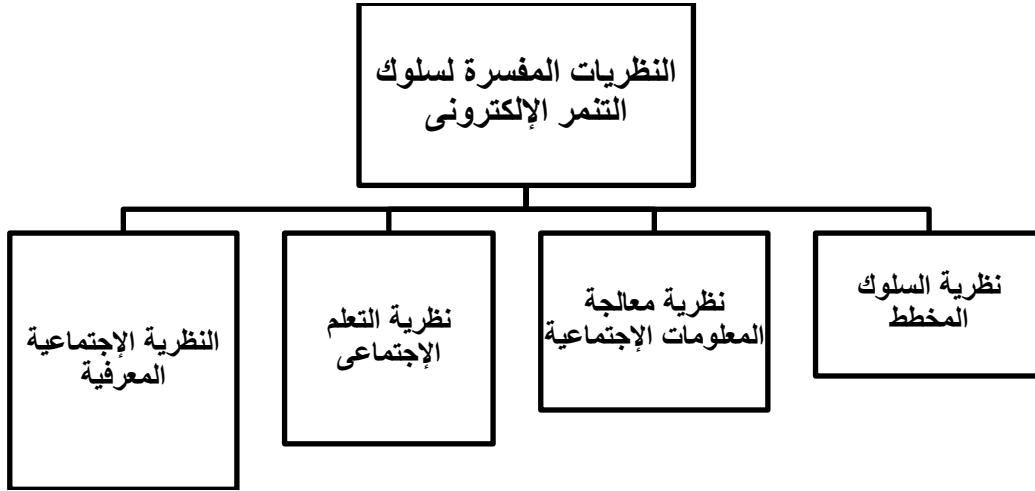 النظريات المفسرة لسلوك
التنمر الإلكترونى
نظرية السلوك
المخطط
نظرية معالجة
المعلومات الإجتماعية
نظرية التعلم
الإجتماعى
النظرية الإجتماعية
المعرفية